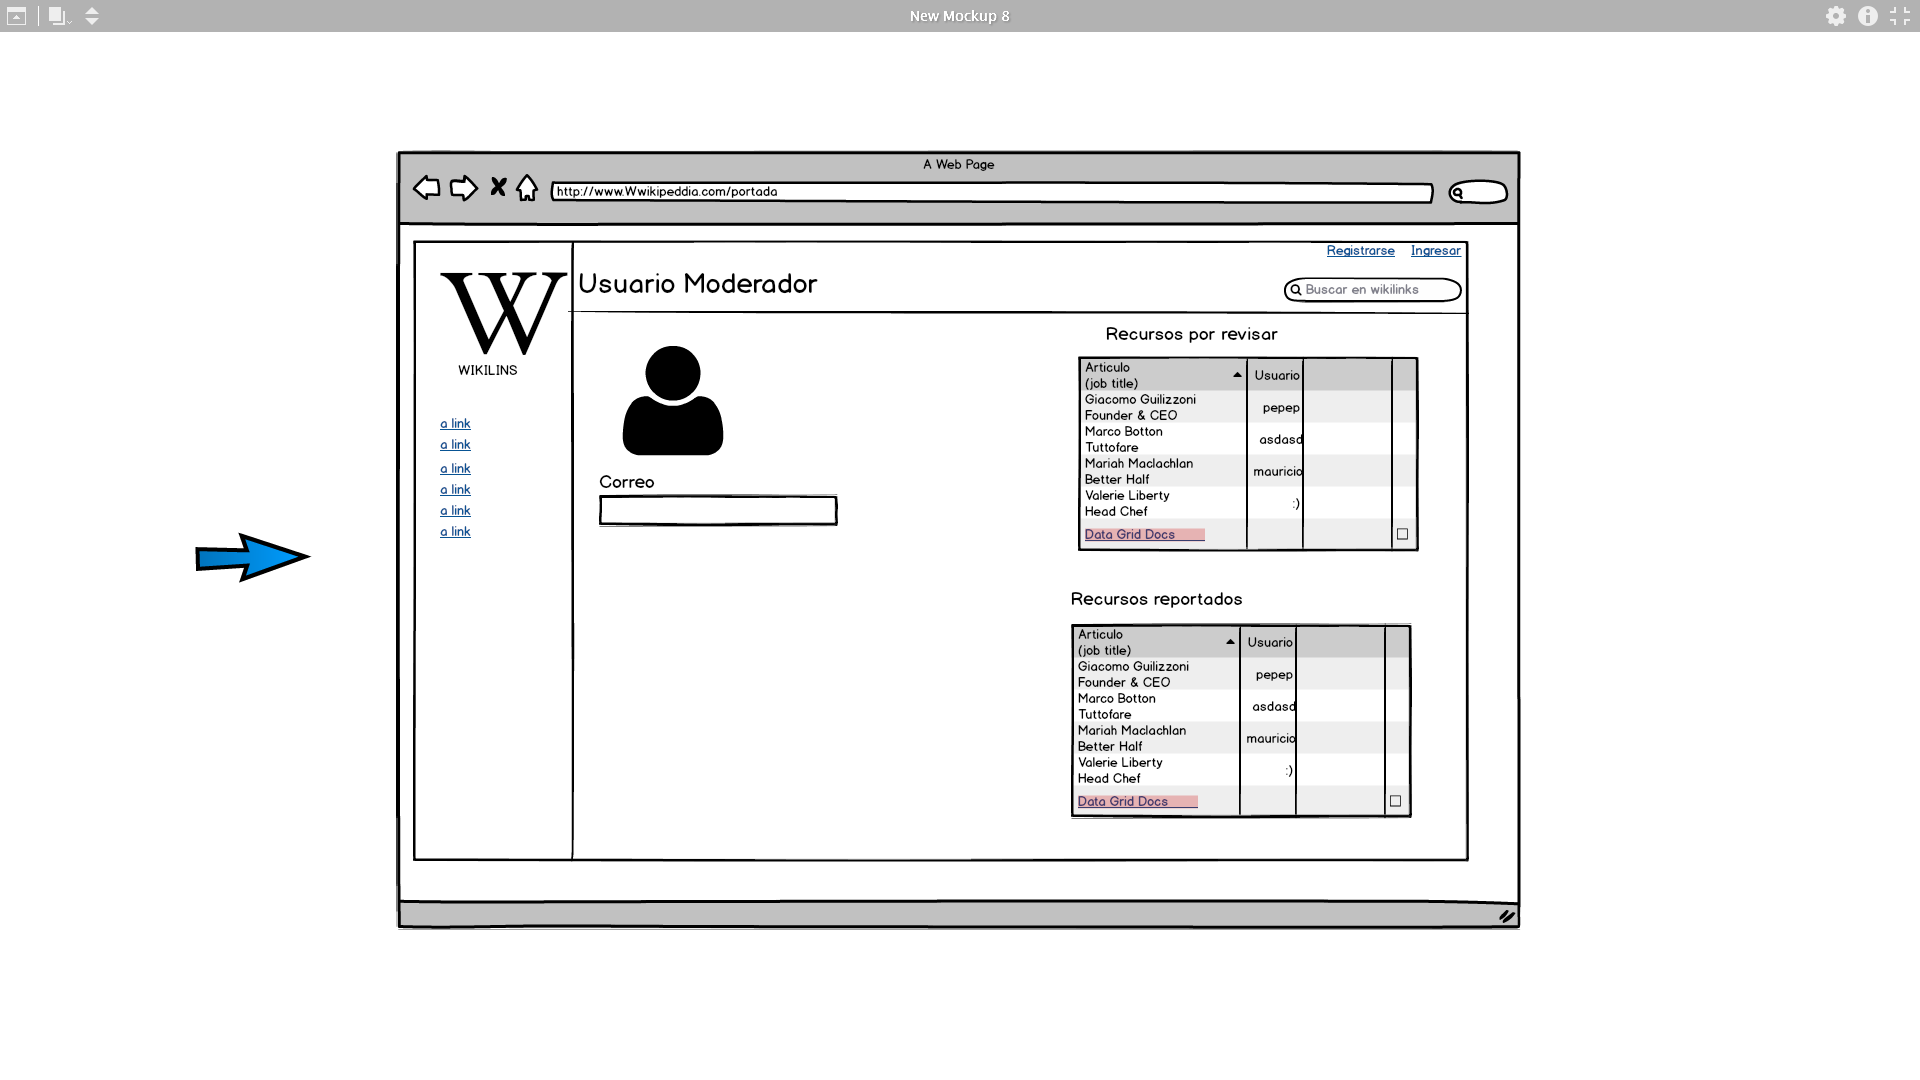 New Mockup 8
A Web Page
http://www.Wwikipeddia.com/portada
Registrarse Ingresar
W
WIKILINS
Usuario Moderador
Buscar en wikilinks
a link
a link
a link
a link
a link
a link
Correo
Recursos por revisar
Articulo
(job title)
Usuario
Giacomo Guilizzoni
Founder & CEO
pepep
Marco Botton
Tuttofare
asdasd
Mariah Maclachlan
Better Half
mauricio
Valerie Liberty
Head Chef
:)
Data Grid Docs
Recursos reportados
Articulo
(job title)
Usuario
Giacomo Guilizzoni
Founder & CEO
pepep
Marco Botton
Tuttofare
asdasd
Mariah Maclachlan
Better Half
mauricio
Valerie Liberty
Head Chef
:)
Data Grid Docs